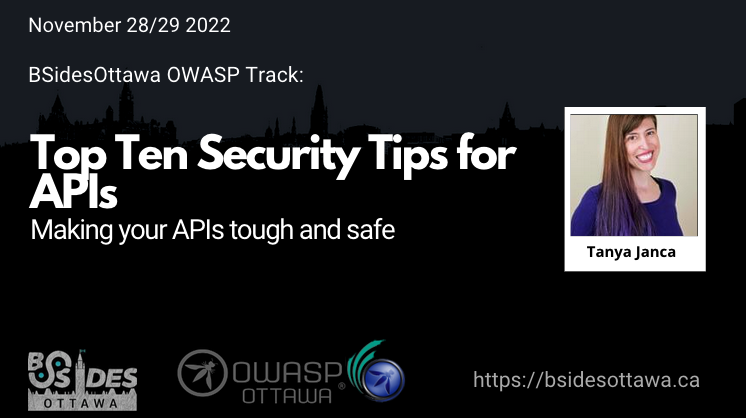 November 28/29 2022
BSidesOttawa OWASP Track:
Top Ten Security Tips for
APIs
Making your APIs tough and safe
Tanya Janca
BSIDES
OTTAWA
OWASP
OTTAWA
®
https://bsidesottawa.ca